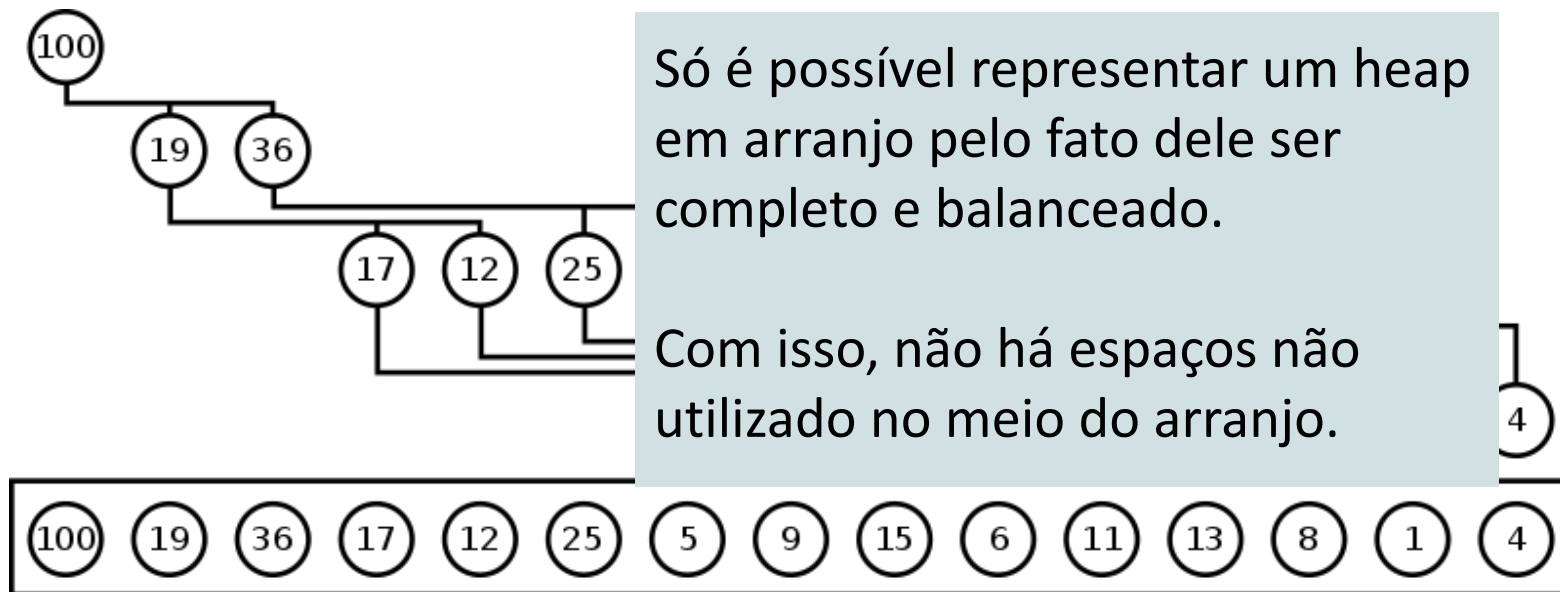 100
Só é possível representar um heap
em arranjo pelo fato dele ser
completo e balanceado.
19 36
17 12 25
Com isso, não há espaços não
utilizado no meio do arranjo.
4
100 19 36 17 12 25 5 9 15 6 11 13 8 1 4